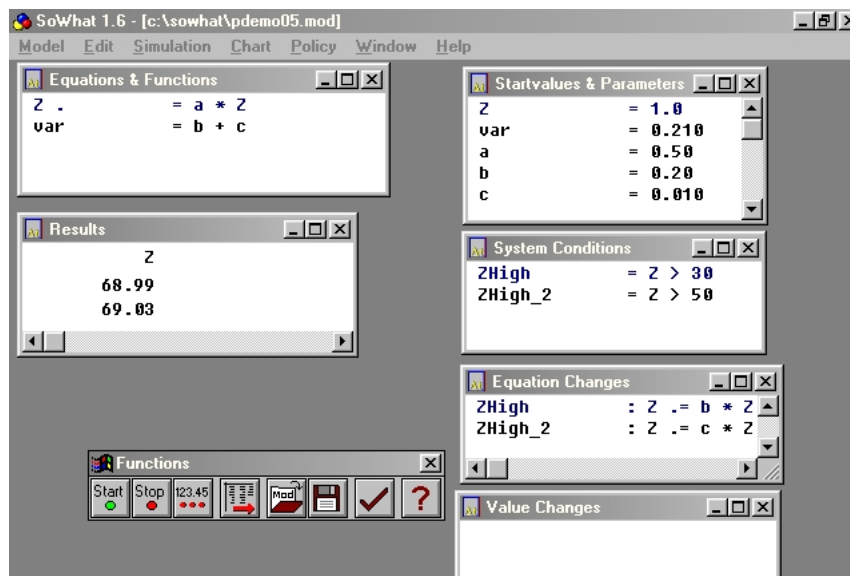 SoWhat 1.6 - [c:\sowhat\pdemo05.mod]
Model Edit Simulation Chart Policy Window Help
Equations & Functions
Z . = a * Z
var = b + c
Startvalues & Parameters
Z = 1.0
var = 0.210
a = 0.50
b = 0.20
c = 0.010
Results
Z
68.99
69.03
System Conditions
ZHigh = Z > 30
ZHigh_2 = Z > 50
Equation Changes
ZHigh : Z .= b * Z
ZHigh_2 : Z .= c * Z
Functions
Start Stop 123.45 Mod ?
Value Changes